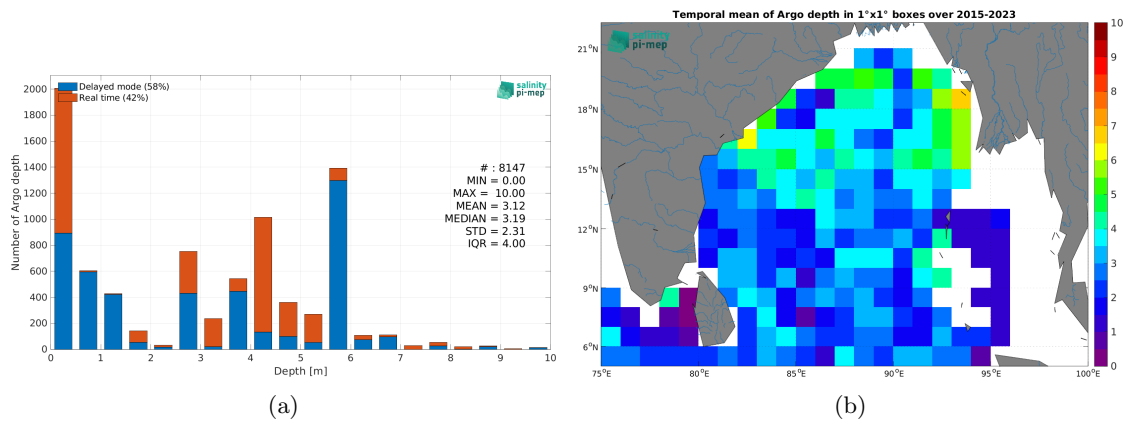 Delayed mode (58%)
Real time (42%)
salinity
pi-mep
# : 8147
MIN = 0.00
MAX = 10.00
MEAN = 3.12
MEDIAN = 3.19
STD = 2.31
IQR = 4.00
Number of Argo depth
2000
1800
1600
1400
1200
1000
800
600
400
200
0
0 1 2 3 4 5 6 7 8 9 10
Depth [m]
(a)
Temporal mean of Argo depth in 1°x1° boxes over 2015-2023
salinity
pi-mep
21°N
18°N
15°N
12°N
9°N
6°N
75°E 80°E 85°E 90°E 95°E 100°E
10
9
8
7
6
5
4
3
2
1
0
(b)